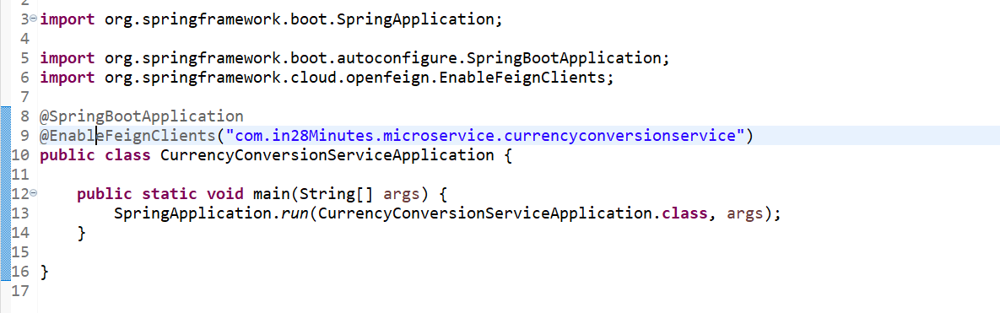 3 import org.springframework.boot.SpringApplication;
4
5 import org.springframework.boot.autoconfigure.SpringBootApplication;
6 import org.springframework.cloud.openfeign.EnableFeignClients;
7
8 @SpringBootApplication
9 @EnableFeignClients("com.in28Minutes.microservice.currencyconversionservice")
10 public class CurrencyConversionServiceApplication {
11
12     public static void main(String[] args) {
13         SpringApplication.run(CurrencyConversionServiceApplication.class, args);
14     }
15
16 }
17